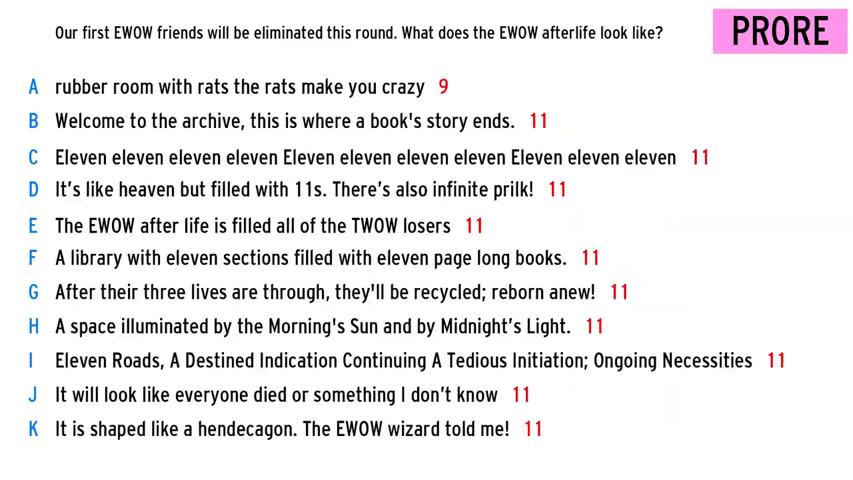 Our first EWOW friends will be eliminated this round. What does the EWOW afterlife look like?
PRORE
A rubber room with rats the rats make you crazy 9
B Welcome to the archive, this is where a book's story ends. 11
C Eleven eleven eleven eleven Eleven eleven eleven eleven Eleven eleven eleven 11
D It’s like heaven but filled with 11s. There’s also infinite prilk! 11
E The EWOW after life is filled all of the TWOW losers 11
F A library with eleven sections filled with eleven page long books. 11
G After their three lives are through, they'll be recycled; reborn anew! 11
H A space illuminated by the Morning's Sun and by Midnight’s Light. 11
I Eleven Roads, A Destined Indication Continuing A Tedious Initiation; Ongoing Necessities 11
J It will look like everyone died or something I don’t know 11
K It is shaped like a hendecagon. The EWOW wizard told me! 11